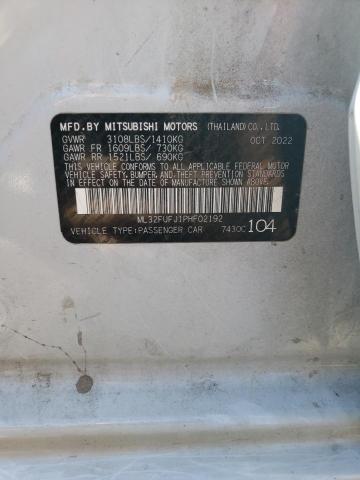 MFD.BY MITSUBISHI MOTORS (THAILAND) CO.,LTD.
GVWR 3108LBS/1410KG OCT 2022
GAWR FR 1609LBS/ 730KG
GAWR RR 1521LBS/ 690KG
THIS VEHICLE CONFORMS TO ALL APPLICABLE FEDERAL MOTOR
VEHICLE SAFETY,BUMPER,AND THEFT PREVENTION STANDARDS
IN EFFECT ON THE DATE OF MANUFACTURE SHOWN ABOVE.
ML32FUFJ1PHF02192
VEHICLE TYPE:PASSENGER CAR 7430C 104